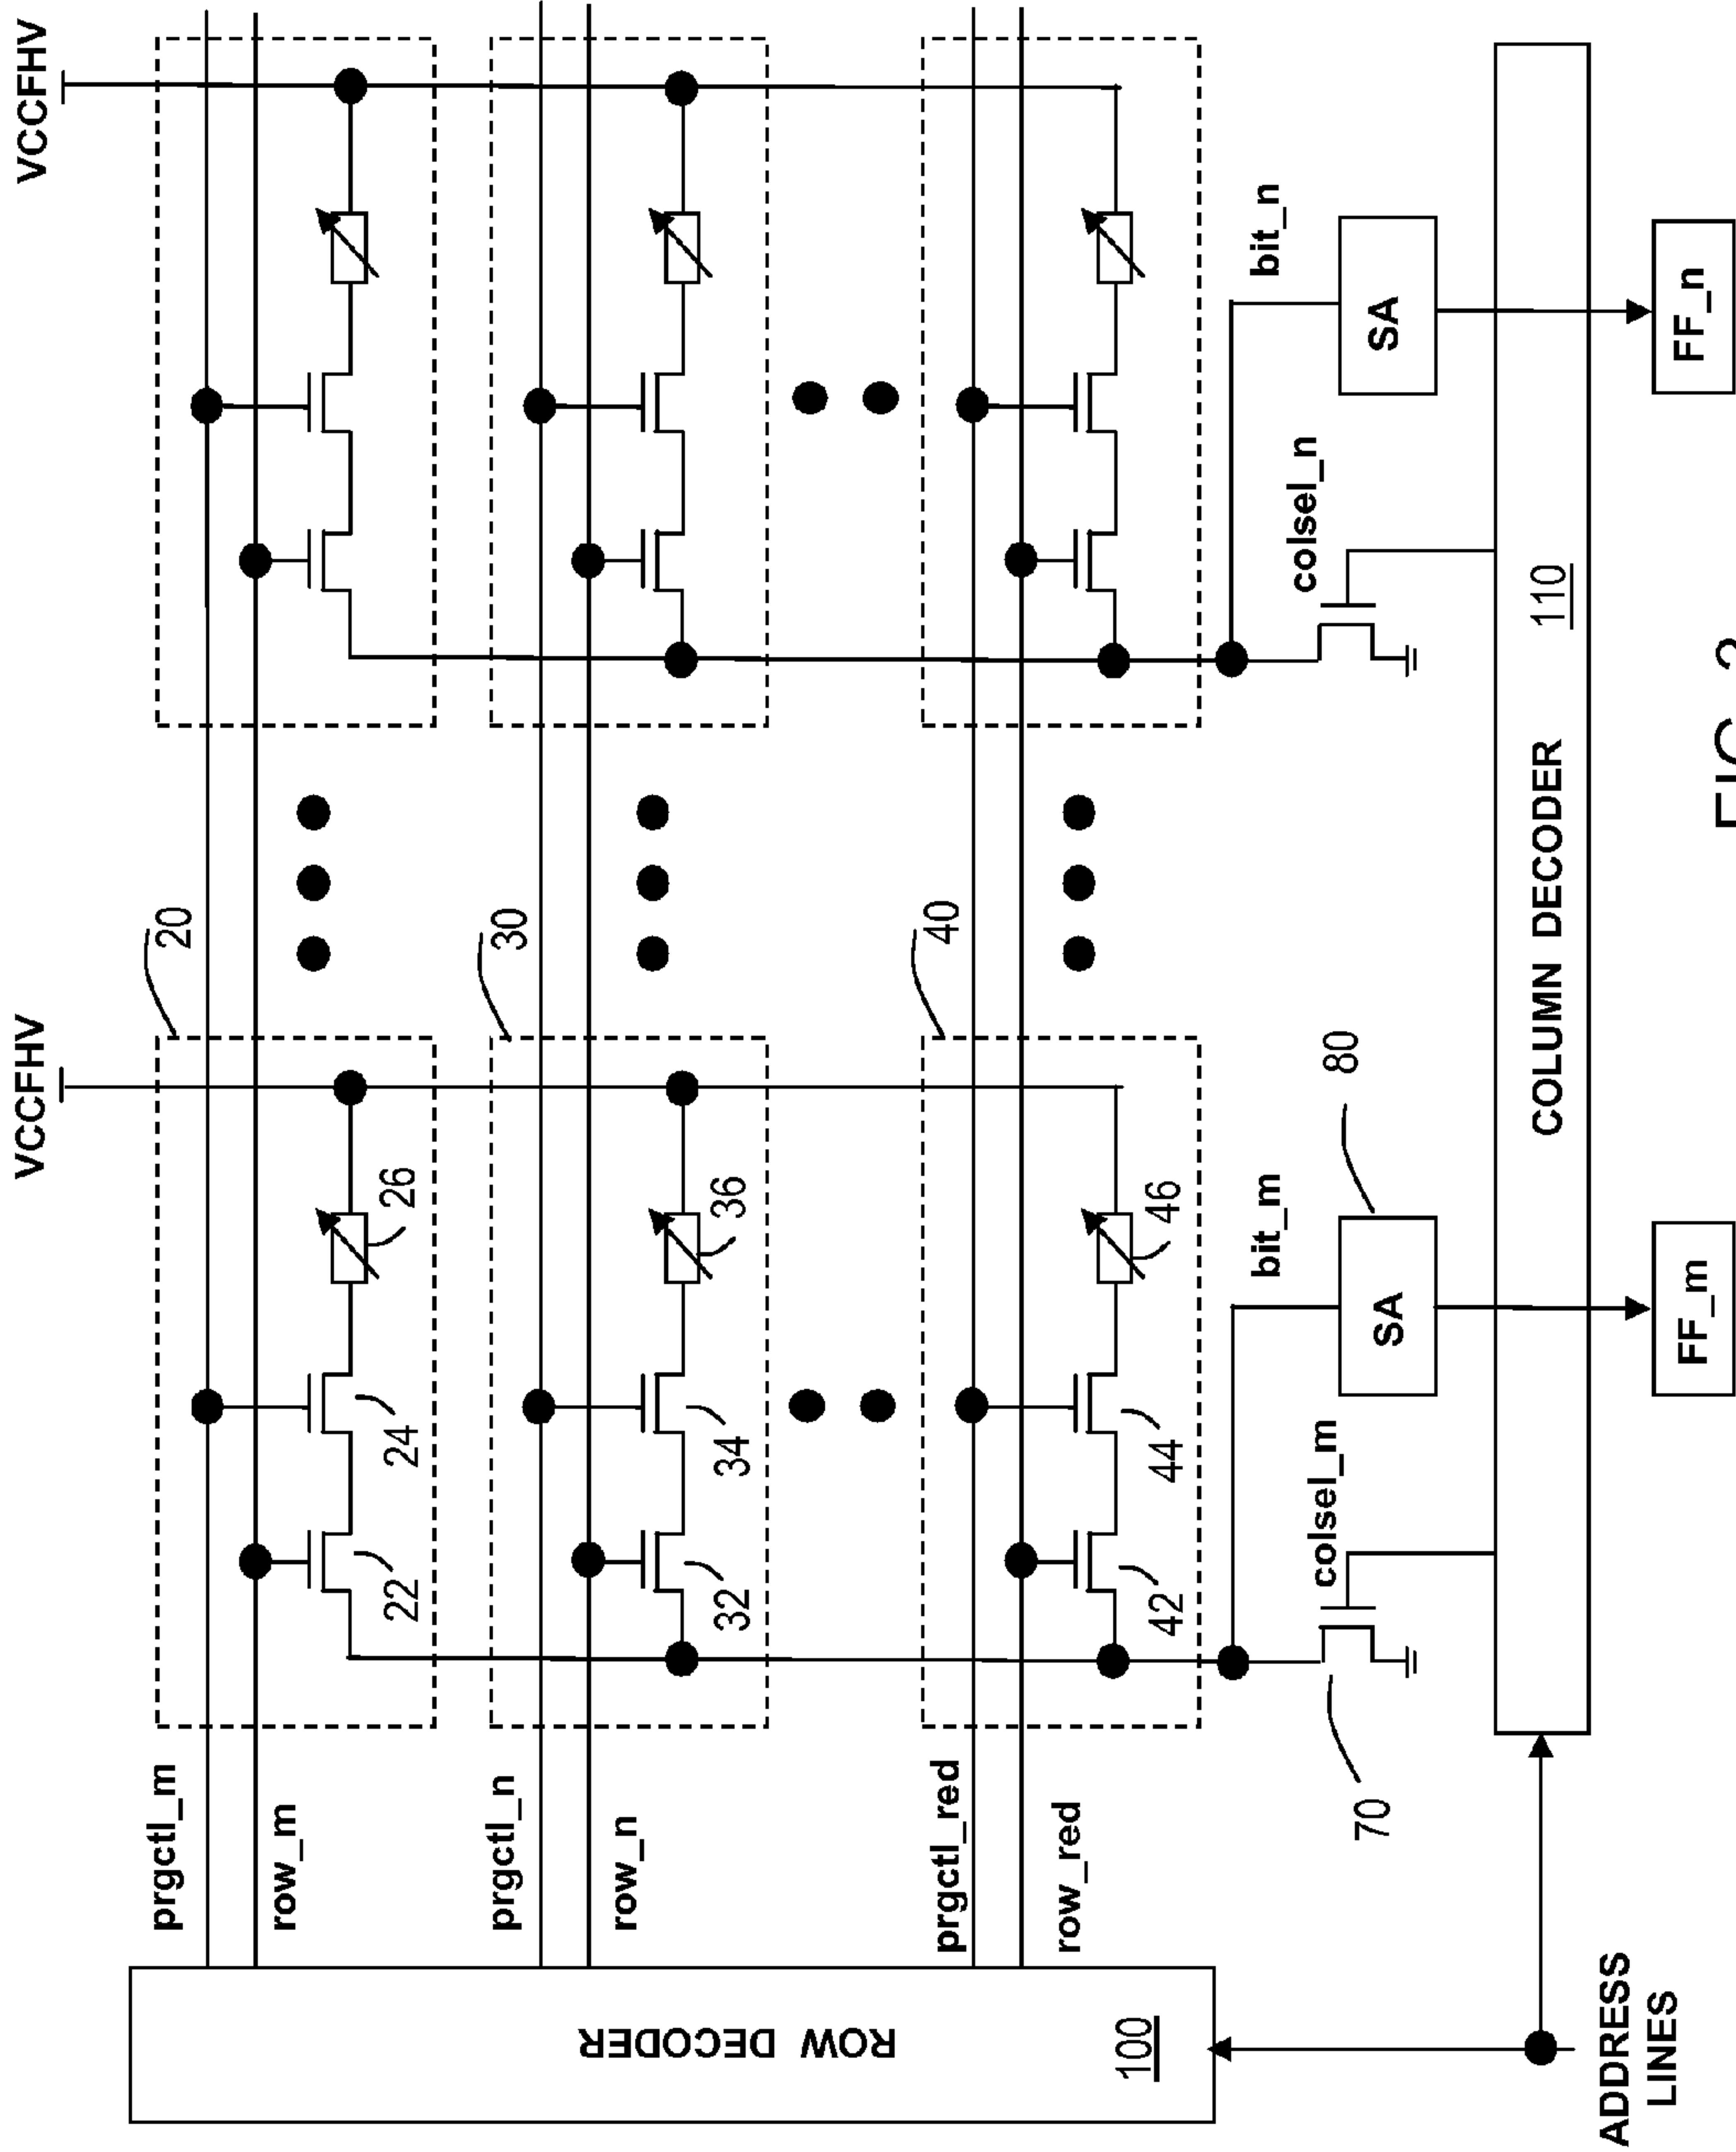 VCCFHV
VCCFHV
prgctl_m
row_m
20
22
24
26
prgctl_n
row_n
30
32
34
36
prgctl_red
row_red
40
42
44
46
ROW DECODER
100
bit_m
bit_n
colsel_m
colsel_n
70
SA
80
SA
COLUMN DECODER
110
ADDRESS
LINES
FF_m
FF_n